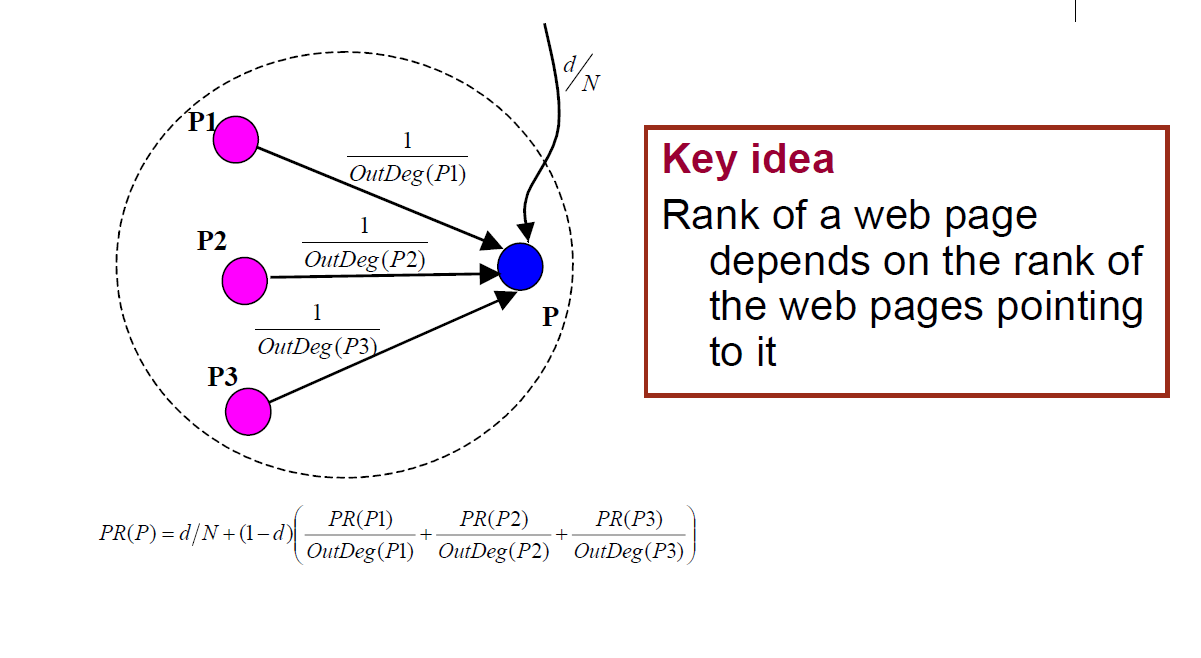 d/N
P1
1
OutDeg(P1)
P2
1
OutDeg(P2)
1
OutDeg(P3)
P
P3
Key idea
Rank of a web page
depends on the rank of
the web pages pointing
to it
PR(P) = d/N + (1−d)( PR(P1)/OutDeg(P1) + PR(P2)/OutDeg(P2) + PR(P3)/OutDeg(P3) )